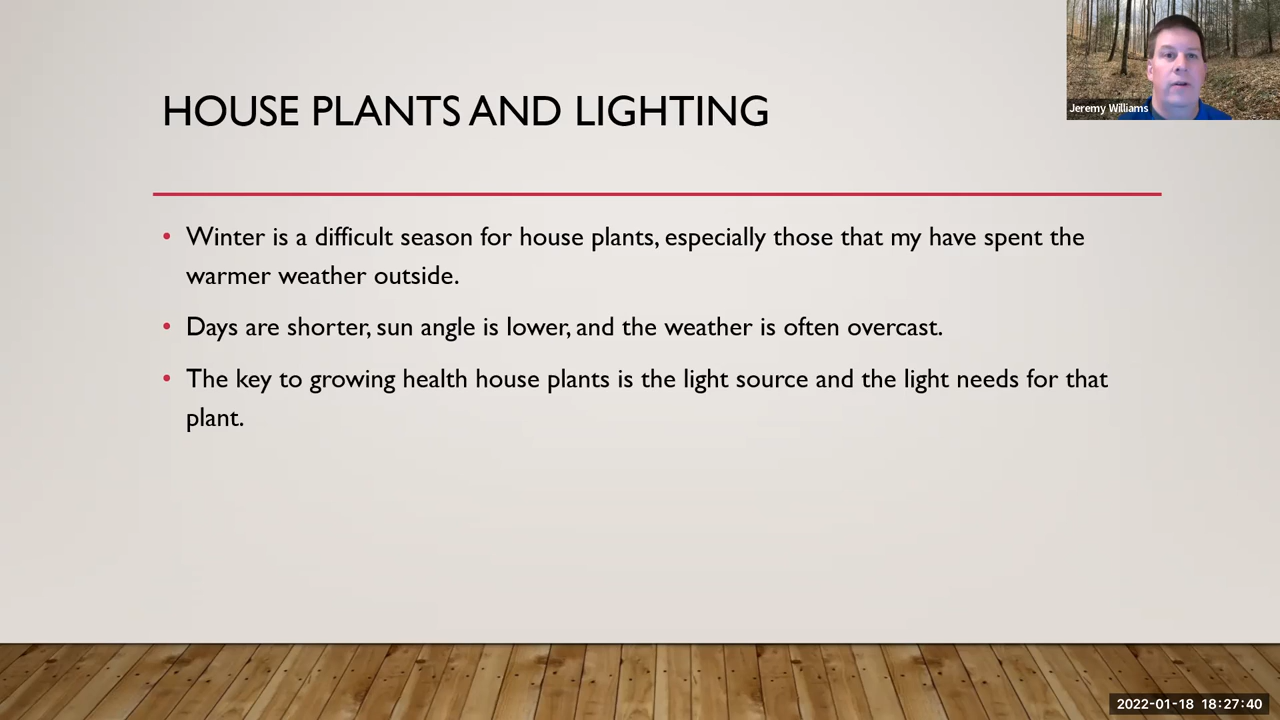 Jeremy Williams
HOUSE PLANTS AND LIGHTING
• Winter is a difficult season for house plants, especially those that my have spent the
warmer weather outside.
• Days are shorter, sun angle is lower, and the weather is often overcast.
• The key to growing health house plants is the light source and the light needs for that
plant.
2022-01-18 18:27:40